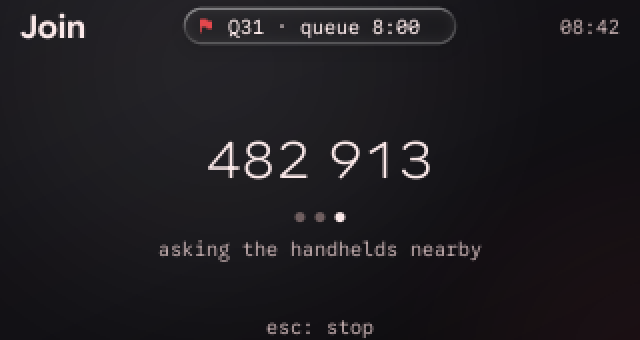 Join
Q31 · queue 8:00
08:42
482 913
asking the handhelds nearby
esc: stop